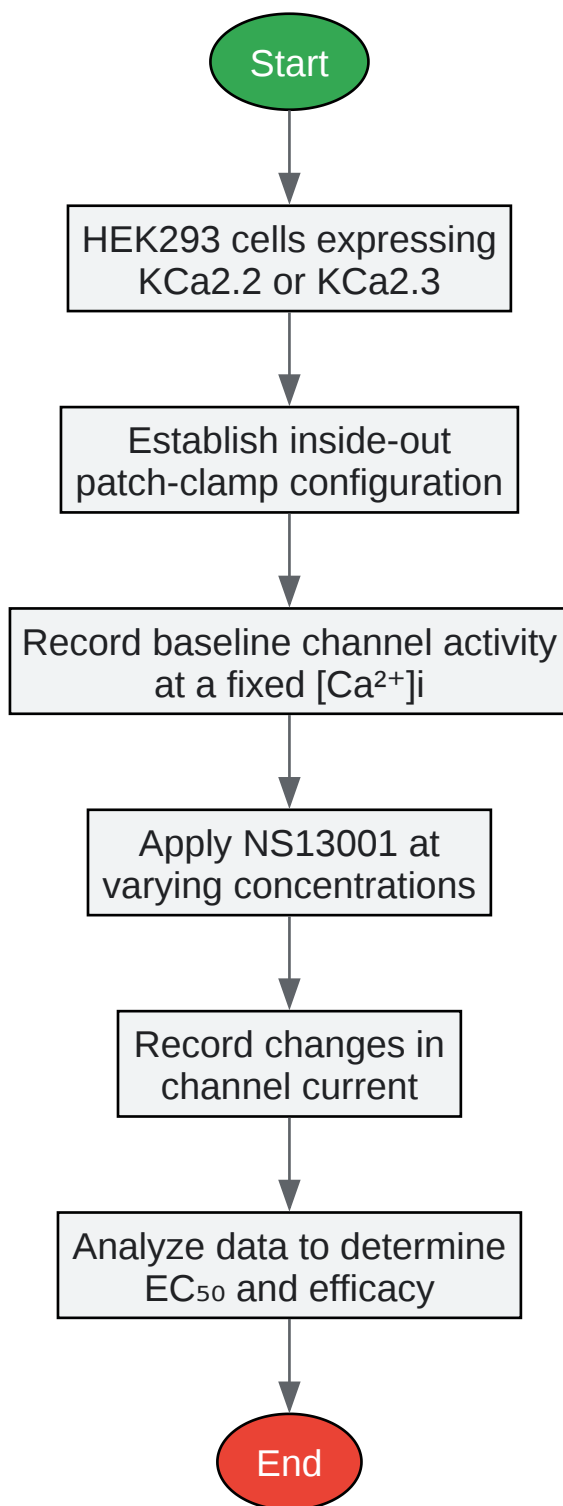 Start
HEK293 cells expressing
KCa2.2 or KCa2.3
Establish inside-out
patch-clamp configuration
Record baseline channel activity
at a fixed [Ca²⁺]i
Apply NS13001 at
varying concentrations
Record changes in
channel current
Analyze data to determine
EC₅₀ and efficacy
End